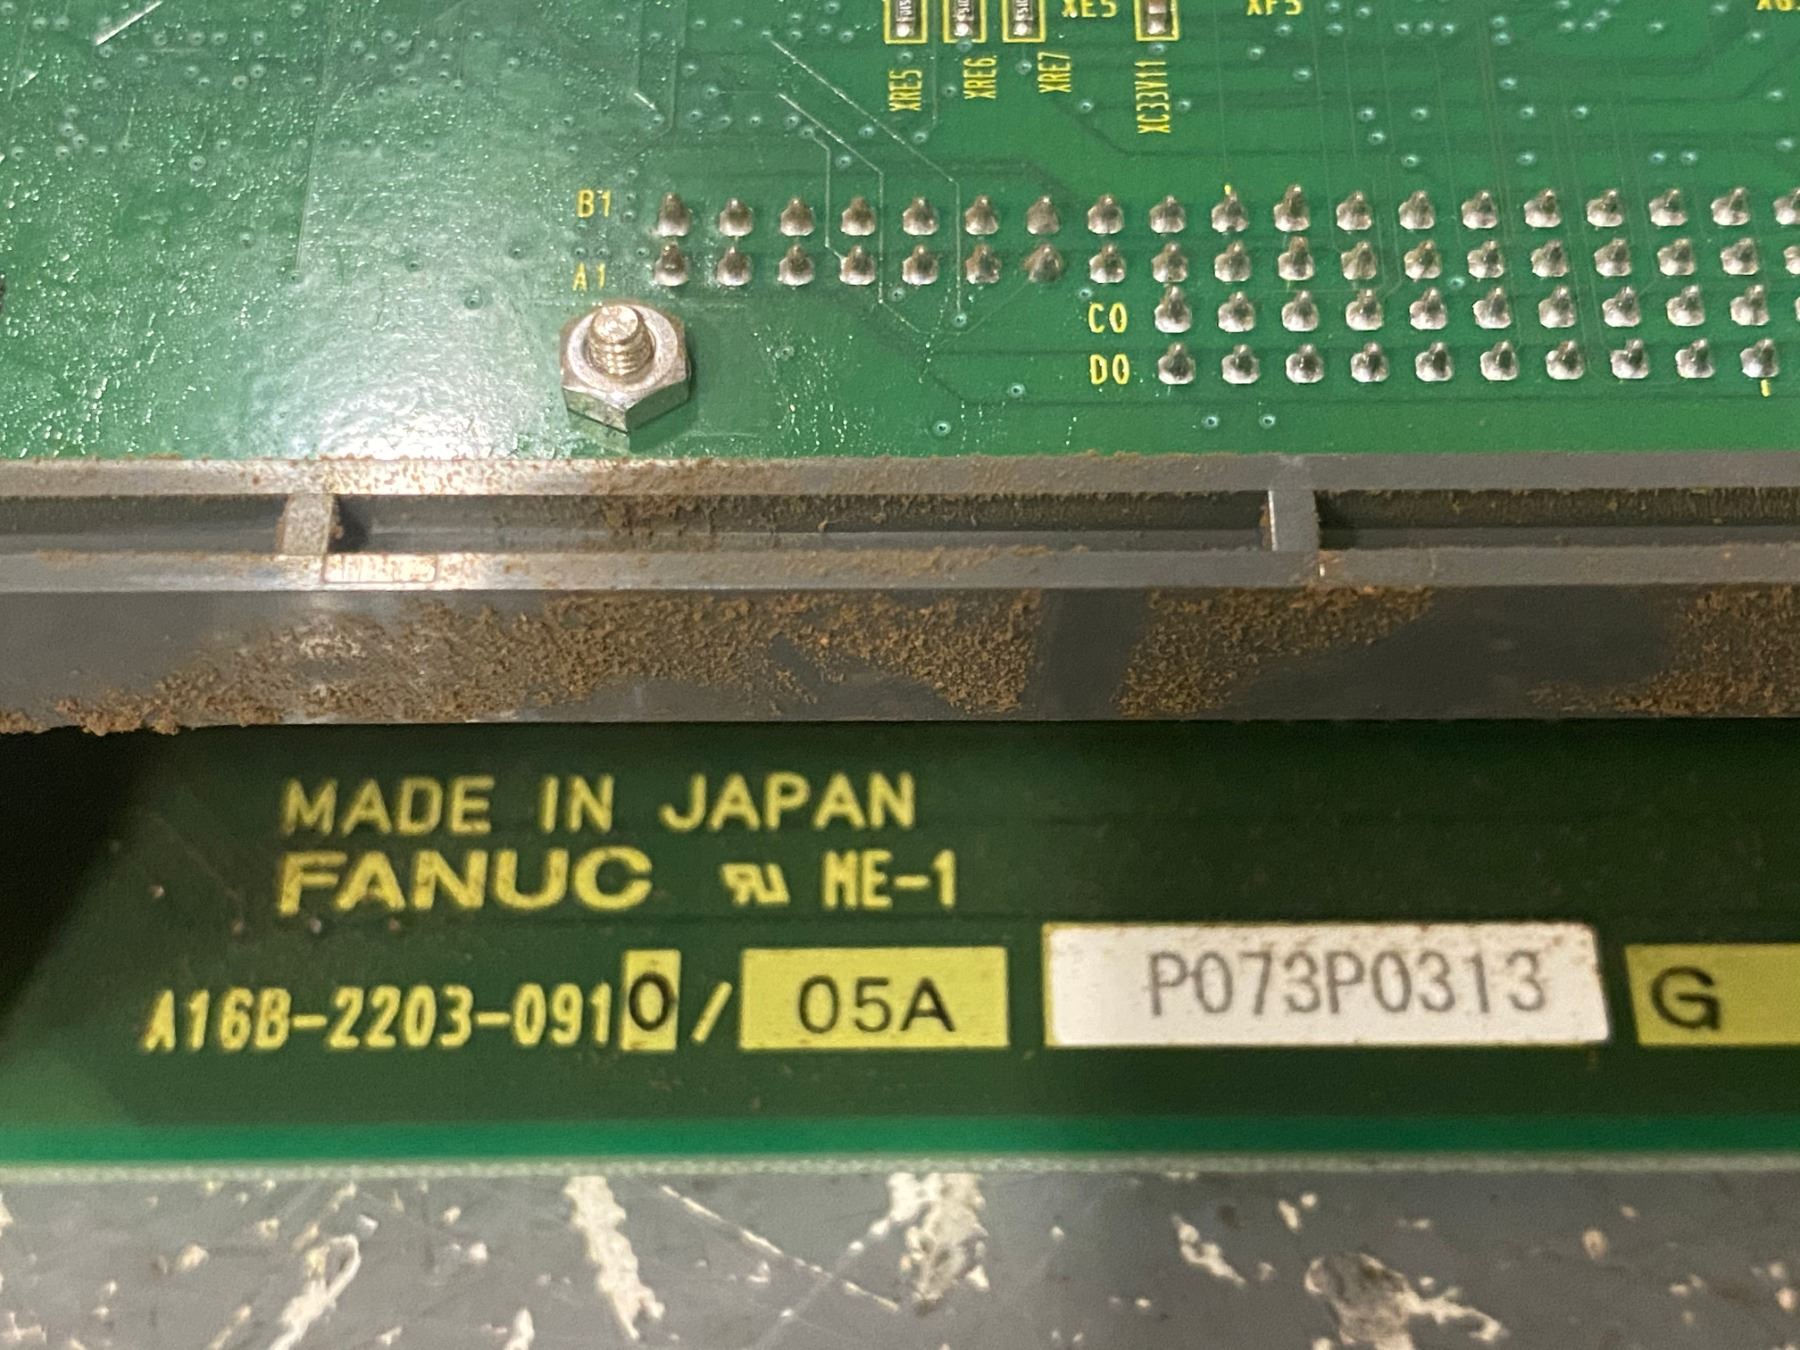 XE5 XF5
XRE5 XRE6 XRE7 XC33V11
B1
A1
C0
D0
MADE IN JAPAN
FANUC ME-1
A16B-2203-0910/05A P073P0313 G